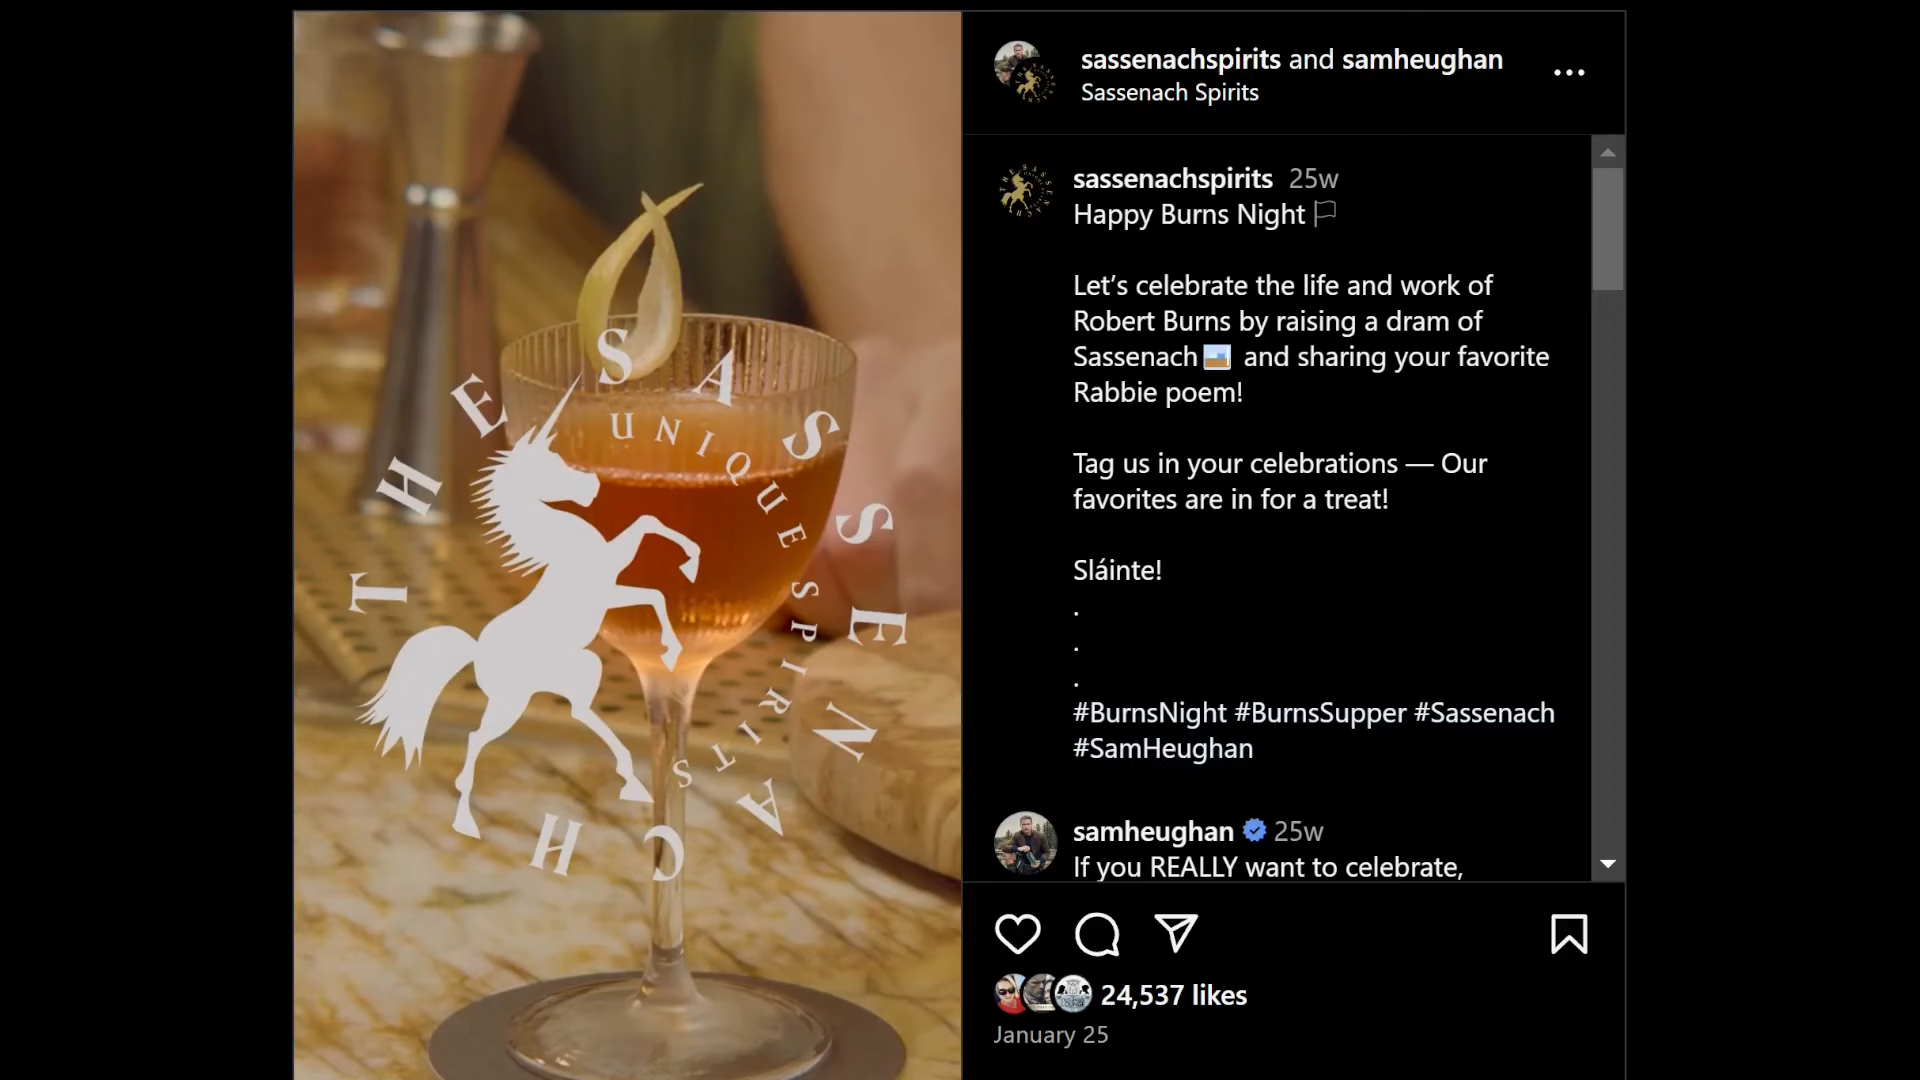 THE SASSENACH
UNIQUE SPIRITS
sassenachspirits and samheughan
Sassenach Spirits
sassenachspirits 25w
Happy Burns Night
Let’s celebrate the life and work of
Robert Burns by raising a dram of
Sassenach and sharing your favorite
Rabbie poem!
Tag us in your celebrations — Our
favorites are in for a treat!
Sláinte!
.
.
.
#BurnsNight #BurnsSupper #Sassenach
#SamHeughan
samheughan 25w
If you REALLY want to celebrate,
24,537 likes
January 25